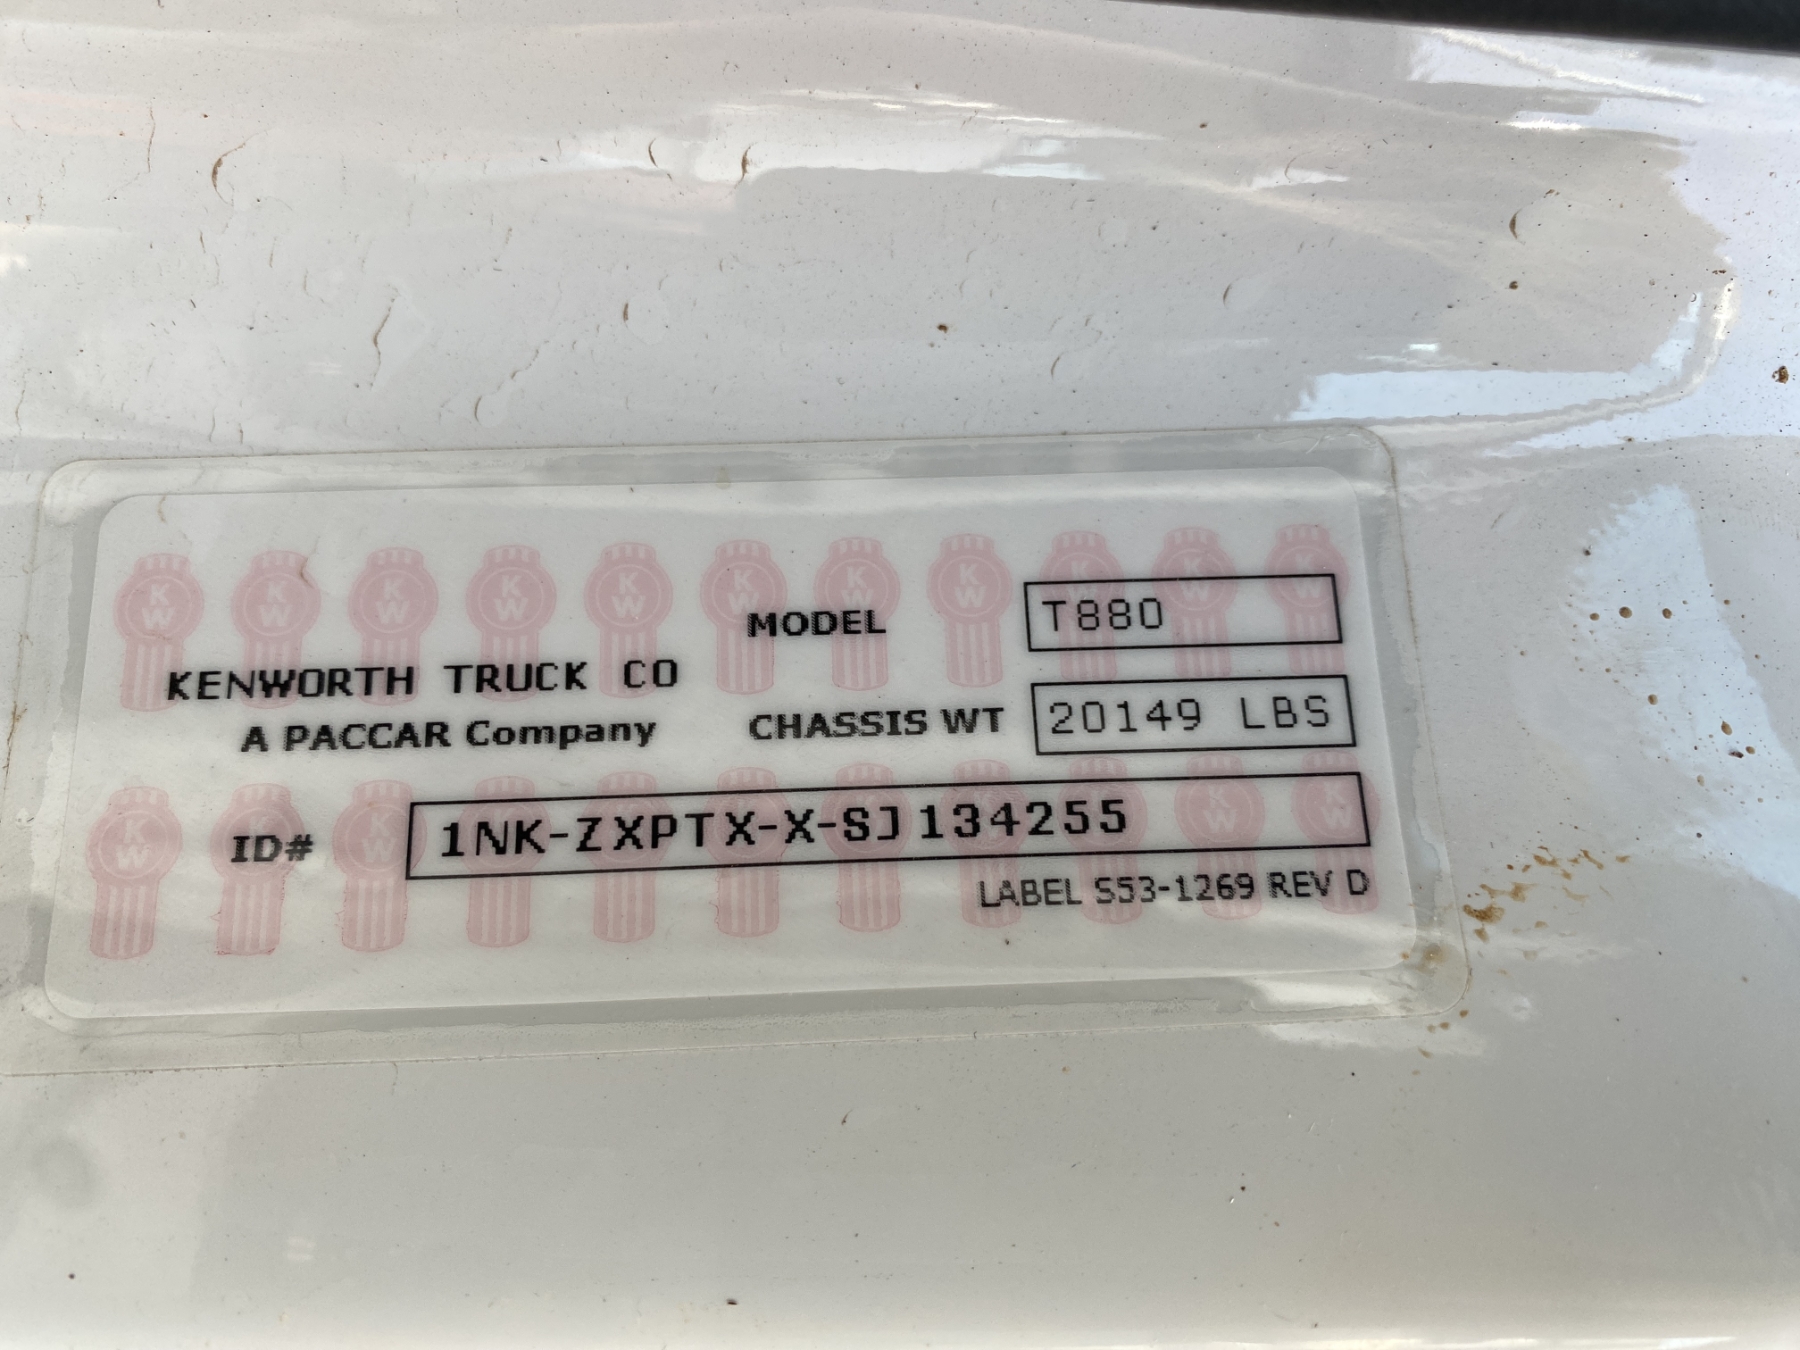 MODEL T880
KENWORTH TRUCK CO
A PACCAR Company
CHASSIS WT 20149 LBS
ID# 1NK-ZXPTX-X-SJ134255
LABEL S53-1269 REV D